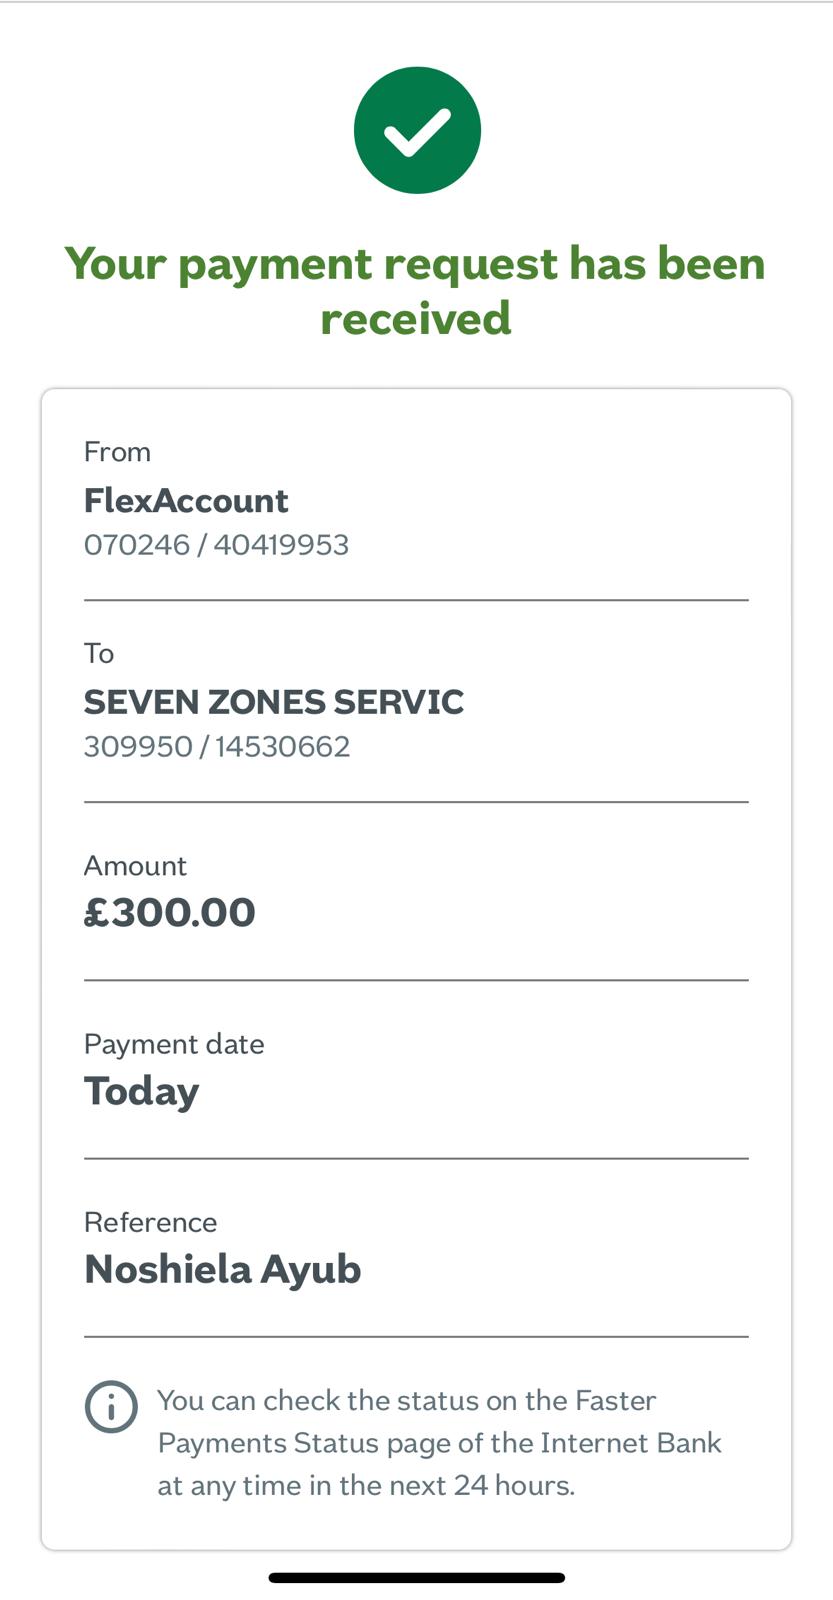 Your payment request has been
received
From
FlexAccount
070246 / 40419953
To
SEVEN ZONES SERVIC
309950 / 14530662
Amount
£300.00
Payment date
Today
Reference
Noshiela Ayub
You can check the status on the Faster
Payments Status page of the Internet Bank
at any time in the next 24 hours.